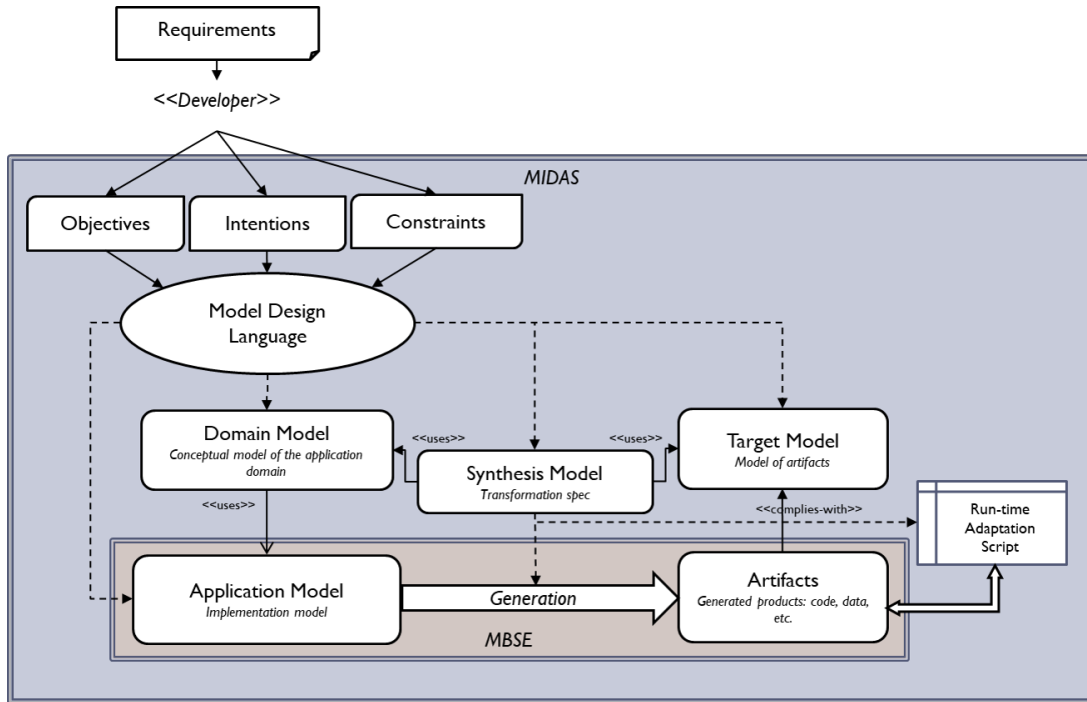 Requirements
<<Developer>>
MIDAS
Objectives
Intentions
Constraints
Model Design
Language
Domain Model
Conceptual model of the application
domain
<<uses>>
Synthesis Model
Transformation spec
<<uses>>
Target Model
Model of artifacts
<<uses>>
<<complies-with>>
Run-time
Adaptation
Script
Application Model
Implementation model
Generation
Artifacts
Generated products: code, data,
etc.
MBSE